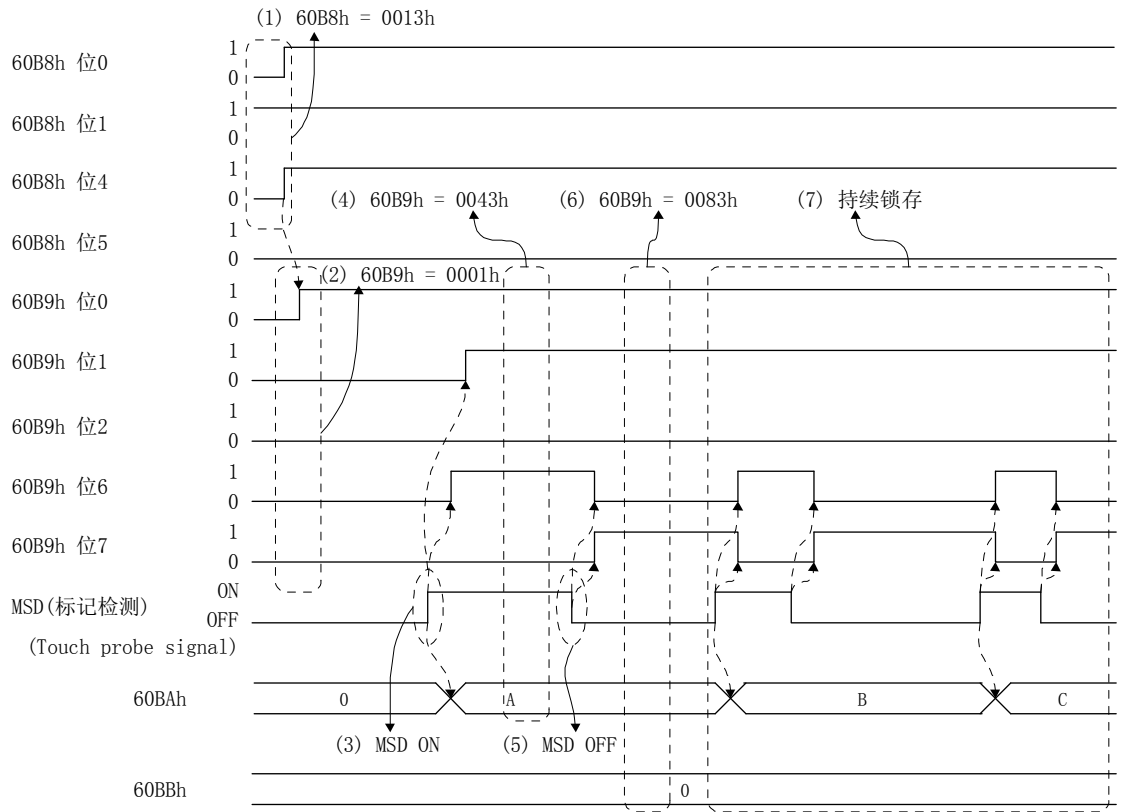 (1) 60B8h = 0013h
60B8h 位0
1
0
60B8h 位1
1
0
60B8h 位4
1
0
(4) 60B9h = 0043h
(6) 60B9h = 0083h
(7) 持续锁存
60B8h 位5
1
0
(2) 60B9h = 0001h
60B9h 位0
1
0
60B9h 位1
1
0
60B9h 位2
1
0
60B9h 位6
1
0
60B9h 位7
1
0
MSD(标记检测)
ON
OFF
(Touch probe signal)
60BAh
0
A
B
C
(3) MSD ON
(5) MSD OFF
60BBh
0